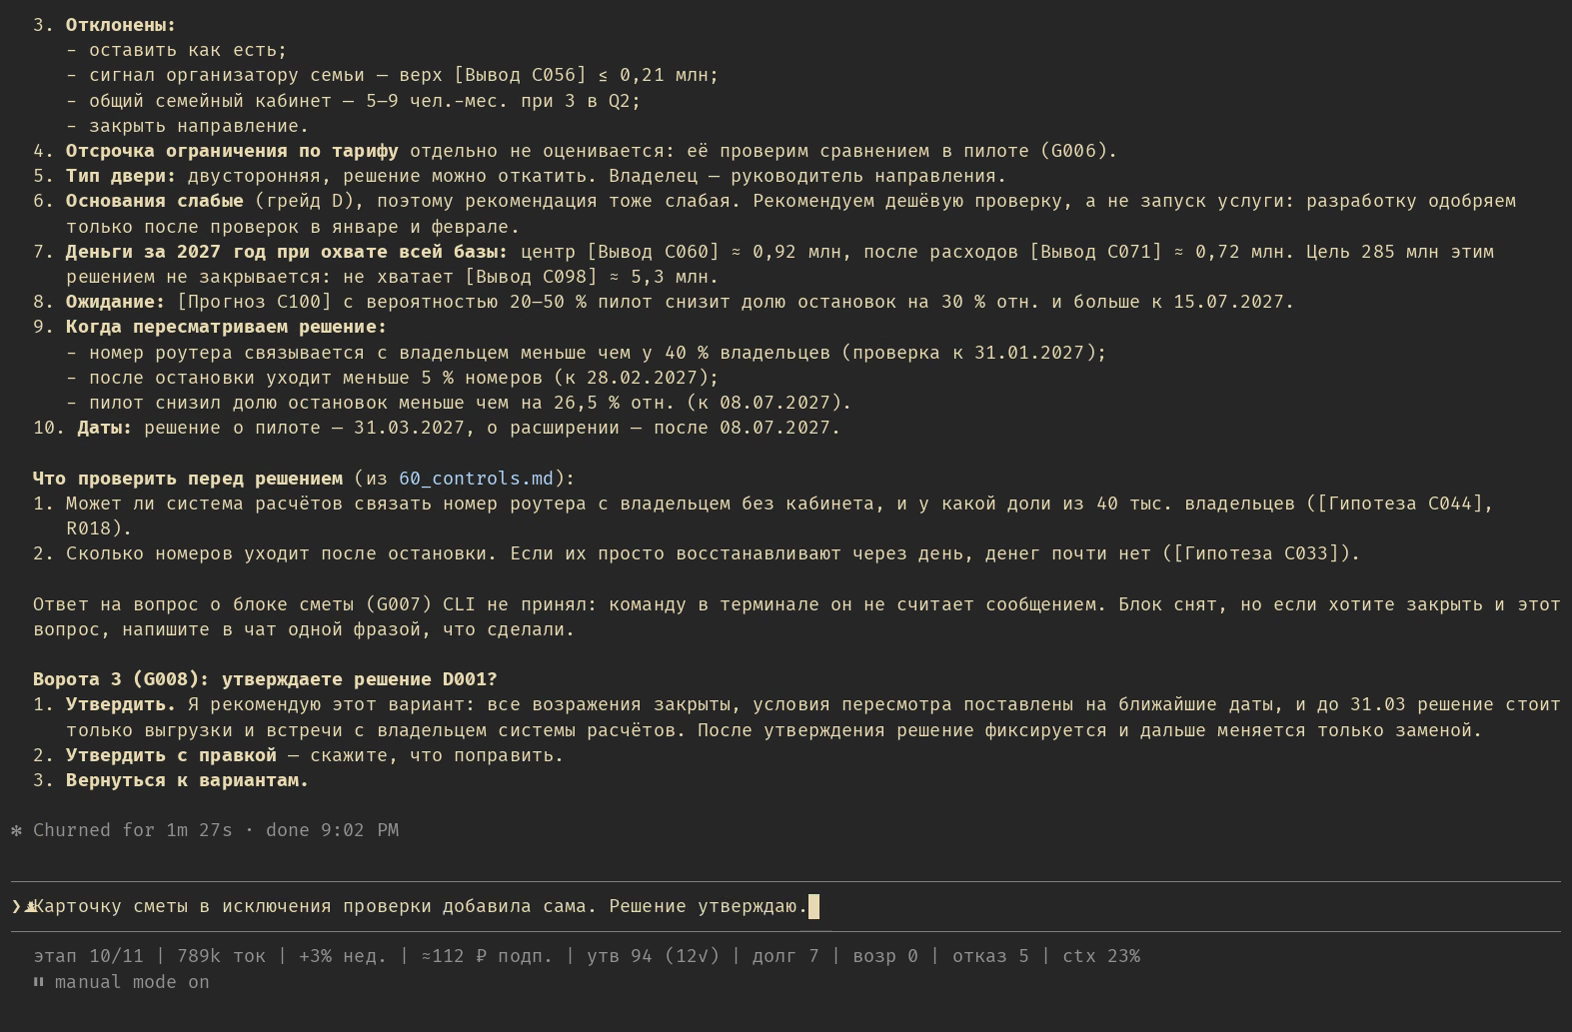 3. Отклонены:
– оставить как есть;
– сигнал организатору семьи — верх [Вывод C056] ≤ 0,21 млн;
– общий семейный кабинет — 5–9 чел.-мес. при 3 в Q2;
– закрыть направление.
4. Отсрочка ограничения по тарифу отдельно не оценивается: её проверим сравнением в пилоте (G006).
5. Тип двери: двусторонняя, решение можно откатить. Владелец — руководитель направления.
6. Основания слабые (грейд D), поэтому рекомендация тоже слабая. Рекомендуем дешёвую проверку, а не запуск услуги: разработку одобряем
только после проверок в январе и феврале.
7. Деньги за 2027 год при охвате всей базы: центр [Вывод C060] ≈ 0,92 млн, после расходов [Вывод C071] ≈ 0,72 млн. Цель 285 млн этим
решением не закрывается: не хватает [Вывод C098] ≈ 5,3 млн.
8. Ожидание: [Прогноз C100] с вероятностью 20–50 % пилот снизит долю остановок на 30 % отн. и больше к 15.07.2027.
9. Когда пересматриваем решение:
– номер роутера связывается с владельцем меньше чем у 40 % владельцев (проверка к 31.01.2027);
– после остановки уходит меньше 5 % номеров (к 28.02.2027);
– пилот снизил долю остановок меньше чем на 26,5 % отн. (к 08.07.2027).
10. Даты: решение о пилоте — 31.03.2027, о расширении — после 08.07.2027.
Что проверить перед решением (из 60_controls.md):
1. Может ли система расчётов связать номер роутера с владельцем без кабинета, и у какой доли из 40 тыс. владельцев ([Гипотеза C044],
R018).
2. Сколько номеров уходит после остановки. Если их просто восстанавливают через день, денег почти нет ([Гипотеза C033]).
Ответ на вопрос о блоке сметы (G007) CLI не принял: команду в терминале он не считает сообщением. Блок снят, но если хотите закрыть и этот
вопрос, напишите в чат одной фразой, что сделали.
Ворота 3 (G008): утверждаете решение D001?
1. Утвердить. Я рекомендую этот вариант: все возражения закрыты, условия пересмотра поставлены на ближайшие даты, и до 31.03 решение стоит
только выгрузки и встречи с владельцем системы расчётов. После утверждения решение фиксируется и дальше меняется только заменой.
2. Утвердить с правкой — скажите, что поправить.
3. Вернуться к вариантам.
✻ Churned for 1m 27s · done 9:02 PM
❯ Карточку сметы в исключения проверки добавила сама. Решение утверждаю.
этап 10/11 | 789k ток | +3% нед. | ≈112 ₽ подп. | утв 94 (12√) | долг 7 | возр 0 | отказ 5 | ctx 23%
⏸ manual mode on